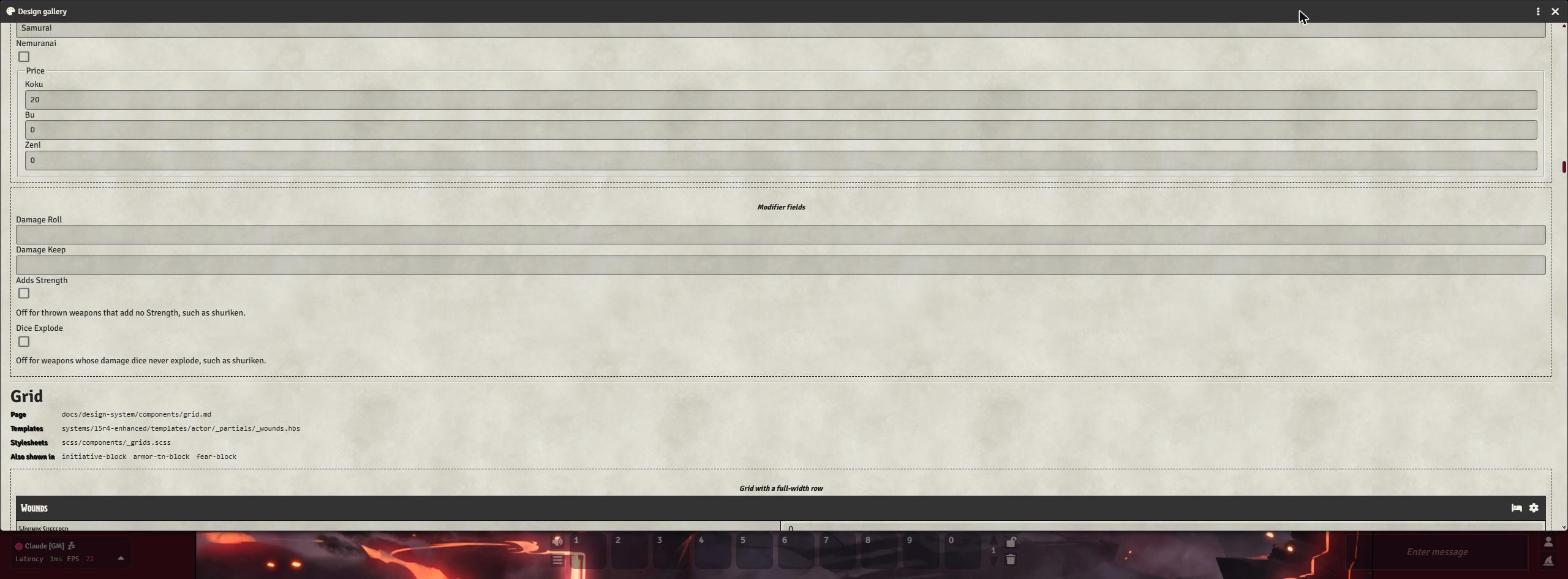 Design gallery
Samurai
Nemuranai
Price
Koku
20
Bu
0
Zeni
0
Modifier fields
Damage Roll
Damage Keep
Adds Strength
Off for thrown weapons that add no Strength, such as shuriken.
Dice Explode
Off for weapons whose damage dice never explode, such as shuriken.
Grid
Page docs/design-system/components/grid.md
Templates systems/l5r4-enhanced/templates/actor/_partials/_wounds.hbs
Stylesheets scss/components/_grids.scss
Also shown in initiative-block armor-tn-block fear-block
Grid with a full-width row
Wounds
Wounds Suffered 0
Claude [GM]
Latency 3ms FPS 22
1 2 3 4 5 6 7 8 9 0
1
Enter message